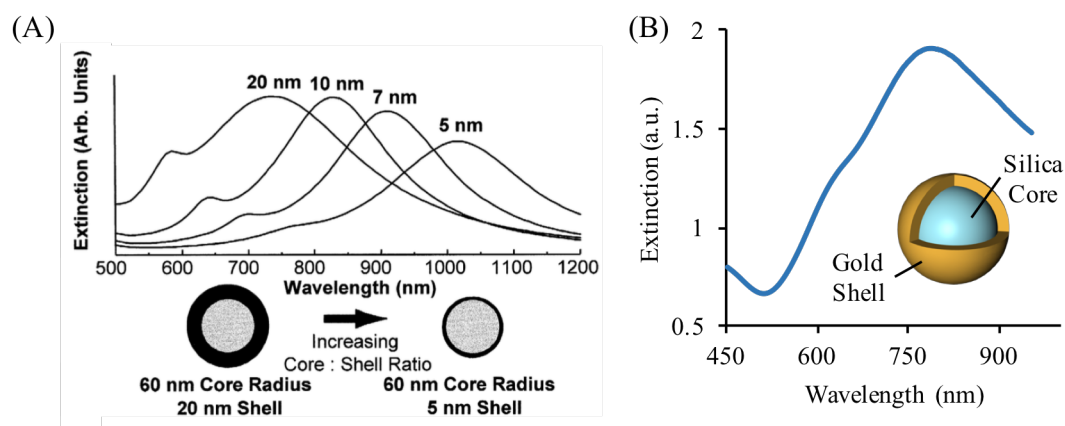 (A)
Extinction (Arb. Units)
20 nm 10 nm
7 nm
5 nm
500 600 700 800 900 1000 1100 1200
Wavelength (nm)
Increasing
Core : Shell Ratio
60 nm Core Radius
20 nm Shell
60 nm Core Radius
5 nm Shell
(B)
Extinction (a.u.)
2
1.5
1
0.5
450 600 750 900
Wavelength (nm)
Silica
Core
Gold
Shell